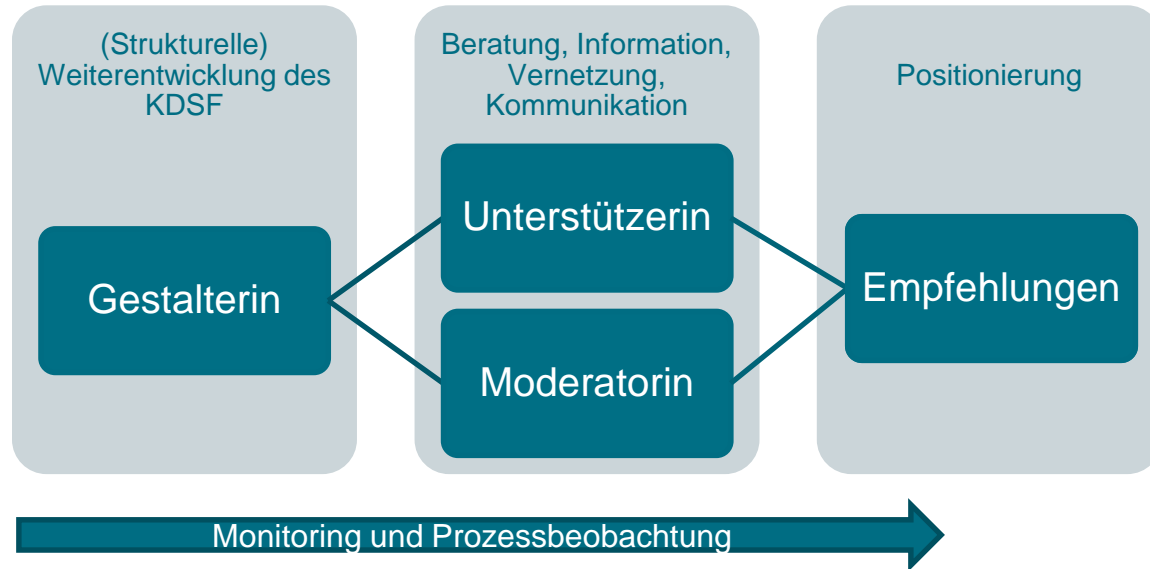 (Strukturelle)
Weiterentwicklung des
KDSF
Gestalterin
Beratung, Information,
Vernetzung,
Kommunikation
Unterstützerin
Moderatorin
Positionierung
Empfehlungen
Monitoring und Prozessbeobachtung